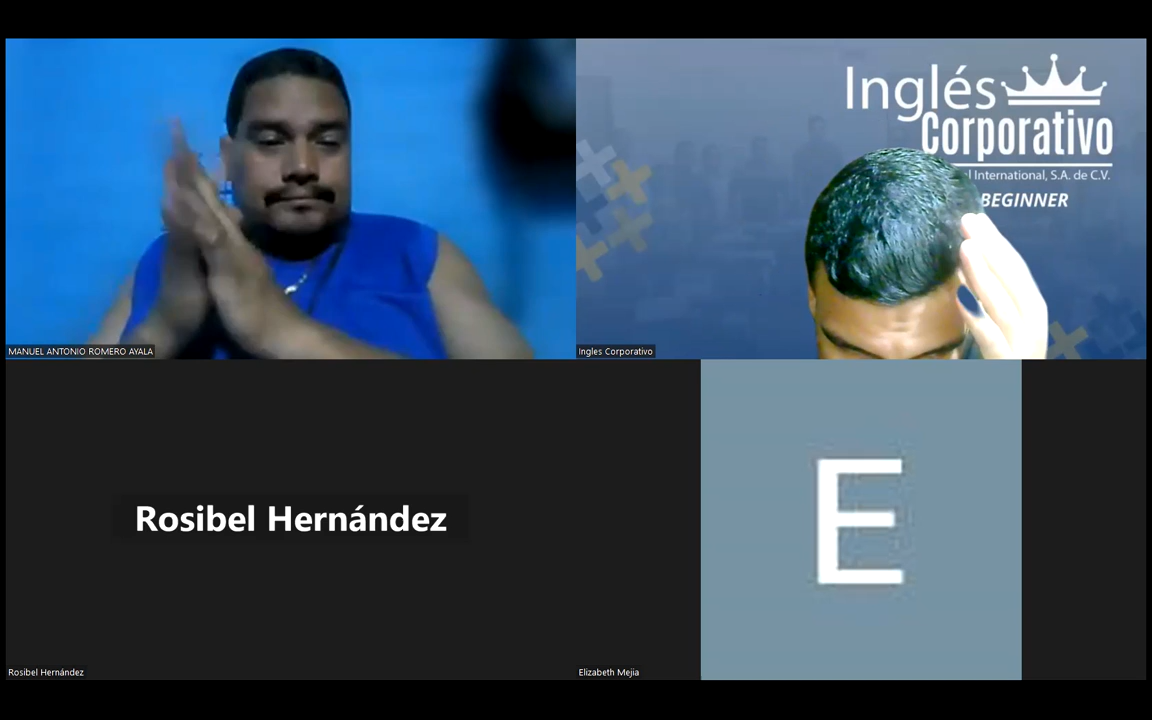 Inglés
Corporativo
l International, S.A. de C.V.
BEGINNER
MANUEL ANTONIO ROMERO AYALA
Ingles Corporativo
Rosibel Hernández
E
Rosibel Hernández
Elizabeth Mejia